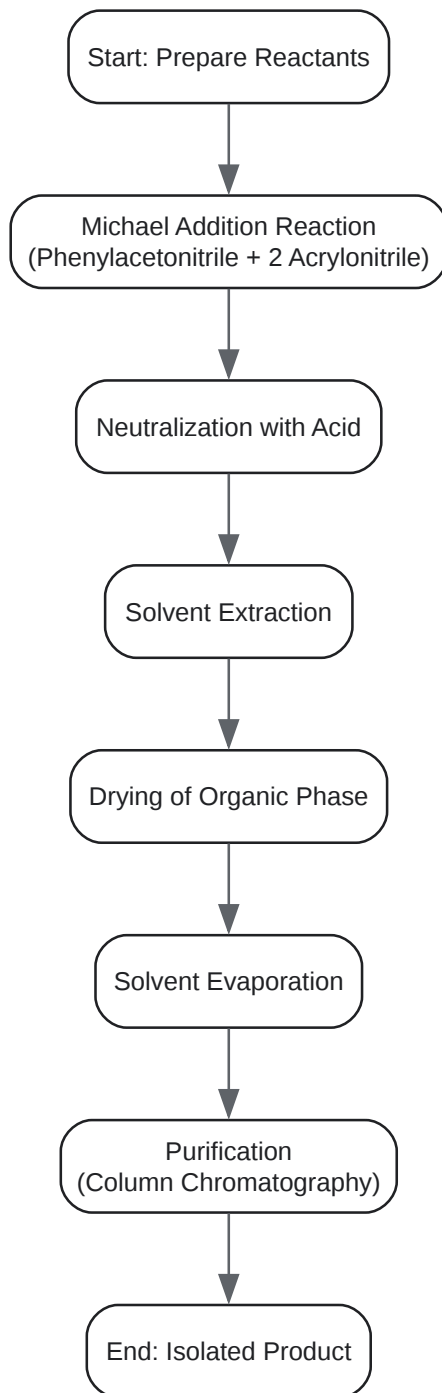 Start: Prepare Reactants
Michael Addition Reaction
(Phenylacetonitrile + 2 Acrylonitrile)
Neutralization with Acid
Solvent Extraction
Drying of Organic Phase
Solvent Evaporation
Purification
(Column Chromatography)
End: Isolated Product